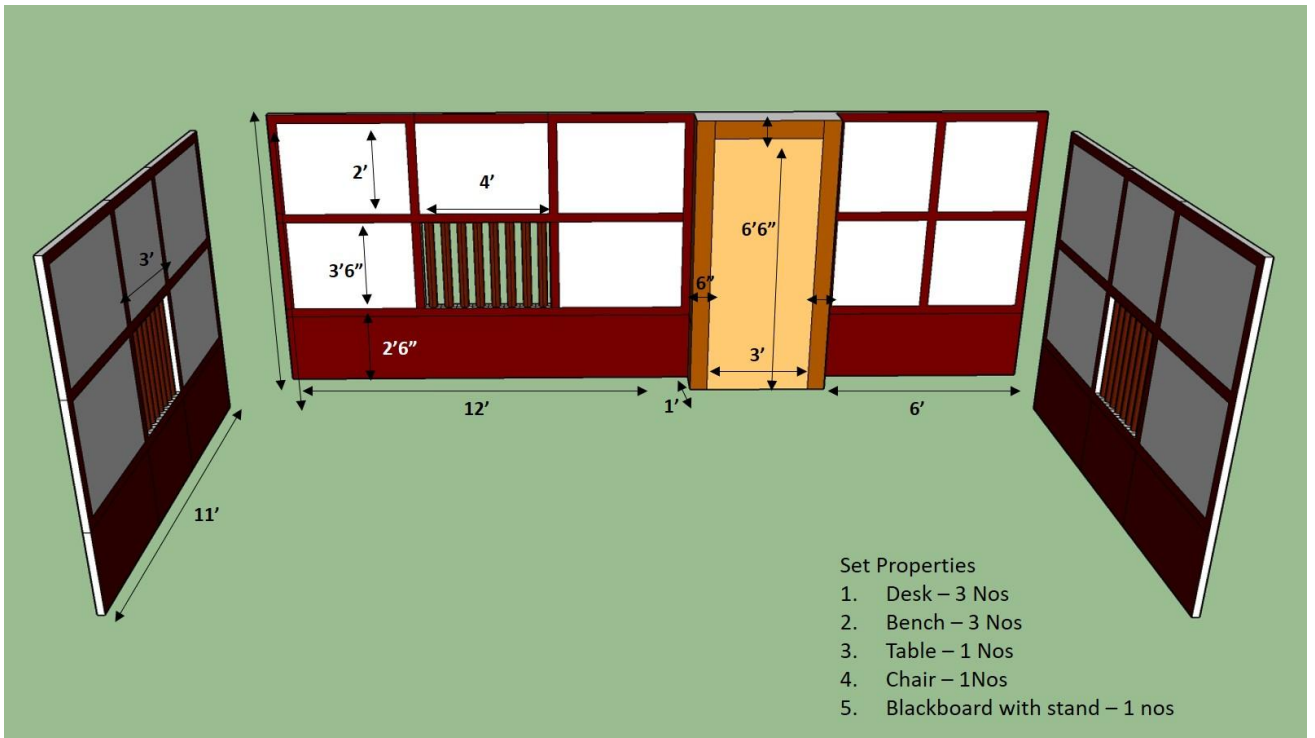 2’
4’
3’
3’6”
6’6”
6”
2’6”
3’
12’
1’
6’
11’
Set Properties
1. Desk – 3 Nos
2. Bench – 3 Nos
3. Table – 1 Nos
4. Chair – 1Nos
5. Blackboard with stand – 1 nos